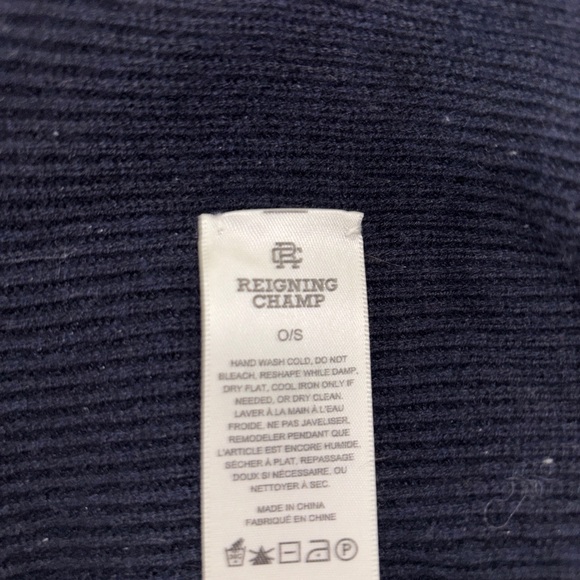 RC
REIGNING
CHAMP
O/S
HAND WASH COLD, DO NOT
BLEACH, RESHAPE WHILE DAMP,
DRY FLAT, COOL IRON ONLY IF
NEEDED, OR DRY CLEAN.
LAVER À LA MAIN À L'EAU
FROIDE. NE PAS JAVELISER,
REMODELER PENDANT QUE
L'ARTICLE EST ENCORE HUMIDE.
SÉCHER À PLAT, REPASSAGE
DOUX SI NÉCESSAIRE, OU
NETTOYER À SEC.
MADE IN CHINA
FABRIQUÉ EN CHINE
P